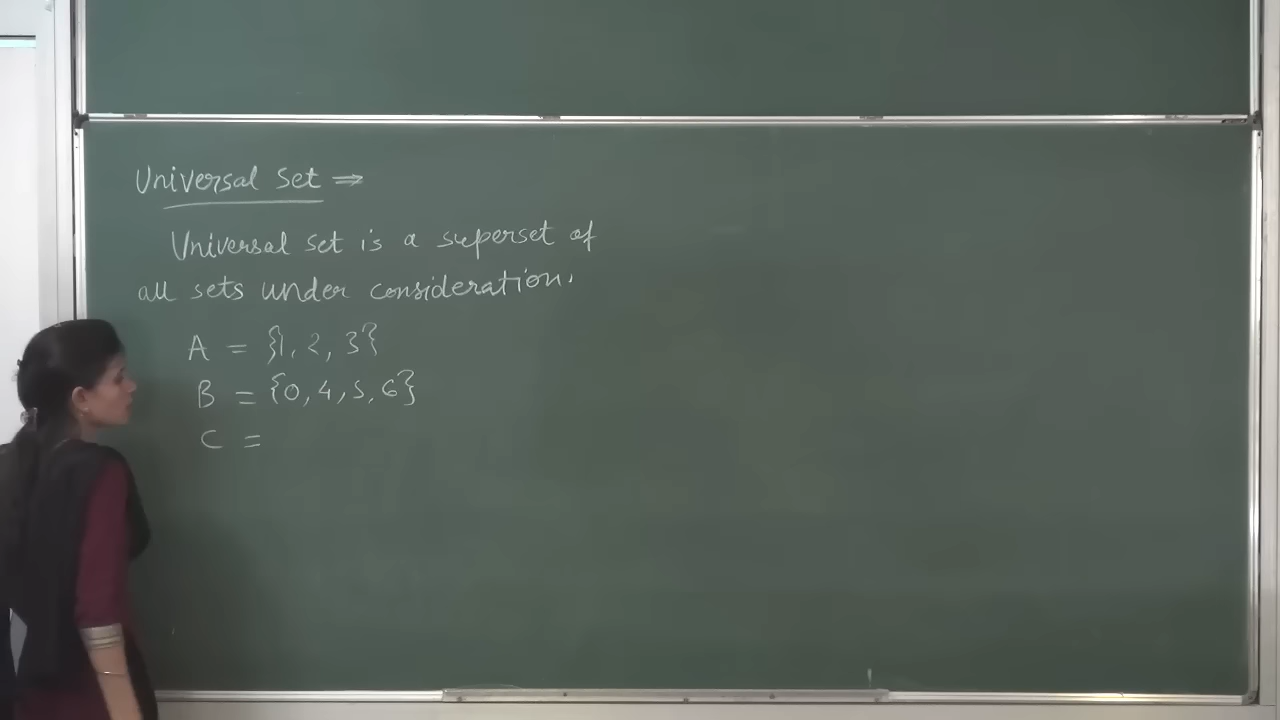 Universal Set ⇒
Universal set is a superset of
all sets under consideration.
A = {1, 2, 3}
B = {0, 4, 5, 6}
C =